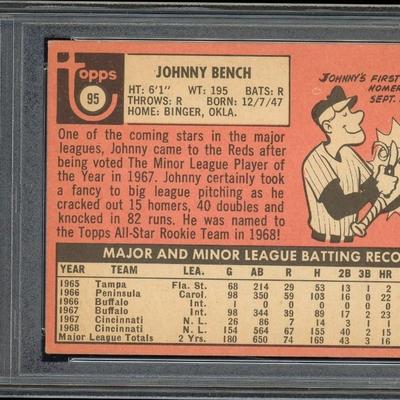 topps
95
JOHNNY BENCH
HT: 6'1" WT: 195 BATS: R
THROWS: R BORN: 12/7/47
HOME: BINGER, OKLA.
JOHNNY'S FIRST
HOMER
SEPT.
One of the coming stars in the major
leagues, Johnny came to the Reds after
being voted The Minor League Player of
the Year in 1967. Johnny certainly took
a fancy to big league pitching as he
cracked out 15 homers, 40 doubles and
knocked in 82 runs. He was named to
the Topps All-Star Rookie Team in 1968!
MAJOR AND MINOR LEAGUE BATTING RECO
YEAR TEAM LEA. G AB R H 2B 3B HR
1965 Tampa Fla. St. 68 214 29 53 13 1 2
1966 Peninsula Carol. 98 350 59 103 16 0 22
1966 Buffalo Int. 1 0 0 0 0 0 0
1967 Buffalo Int. 98 344 39 89 17 2 23
1967 Cincinnati N. L. 26 86 7 14 3 1 1
1968 Cincinnati N. L. 154 564 67 155 40 2 15
Major League Totals 2 Yrs. 180 650 74 169 43 3 16